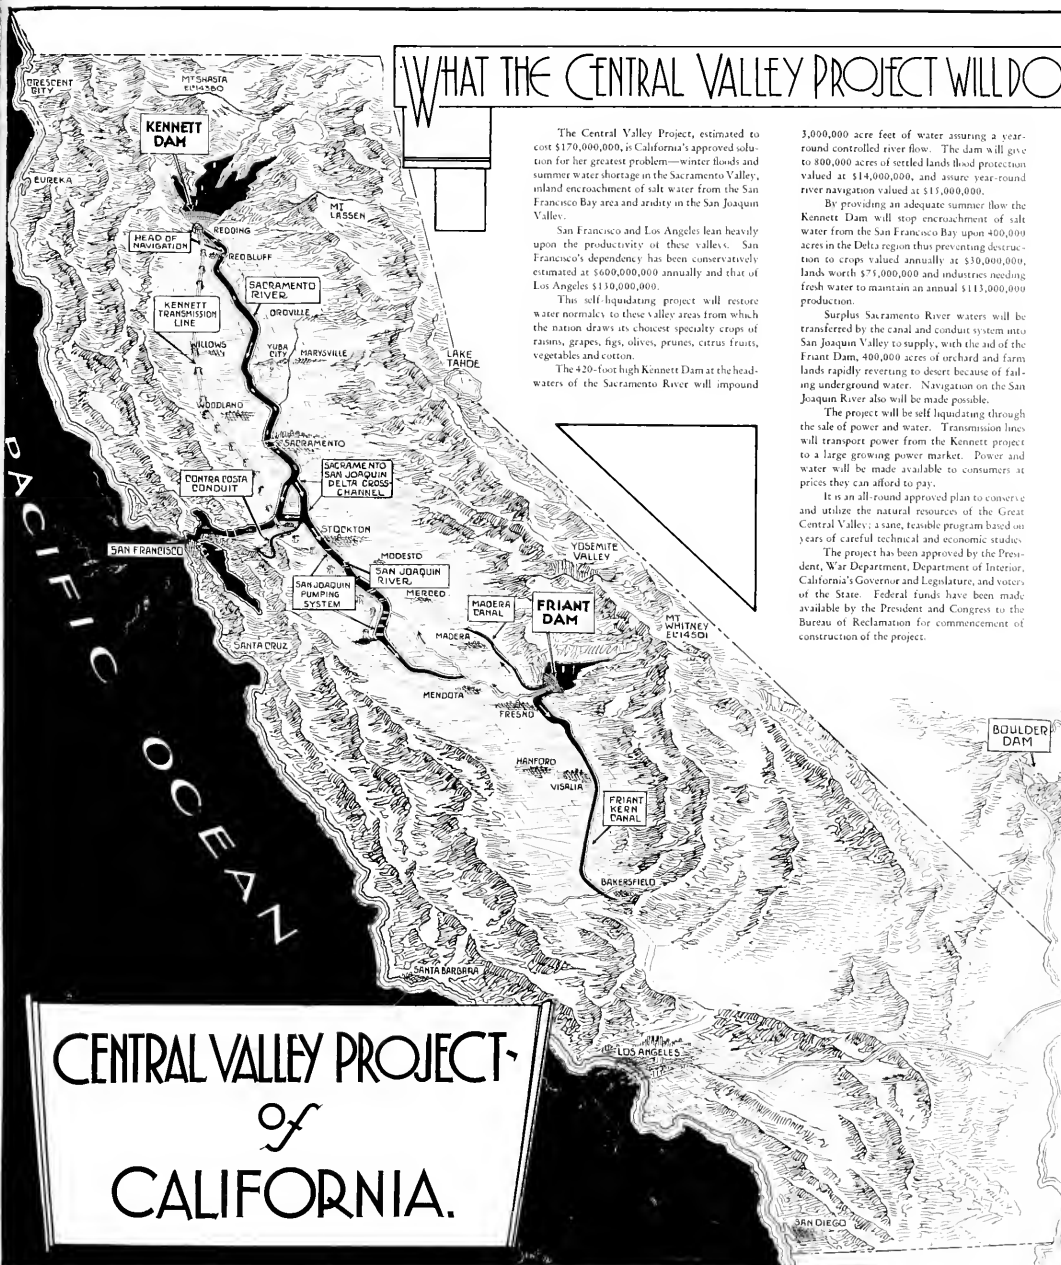 WHAT THE CENTRAL VALLEY PROJECT WILL DO
The Central Valley Project, estimated to
cost $170,000,000, is California's approved solu-
tion for her greatest problem—winter floods and
summer water shortage in the Sacramento Valley,
inland encroachment of salt water from the San
Francisco Bay area and aridity in the San Joaquin
Valley.
San Francisco and Los Angeles lean heavily
upon the productivity of these valleys. San
Francisco's dependency has been conservatively
estimated at $600,000,000 annually and that of
Los Angeles $130,000,000.
This self-liquidating project will restore
water normalcy to these valley areas from which
the nation draws its choicest specialty crops of
raisins, grapes, figs, olives, prunes, citrus fruits,
vegetables and cotton.
The 420-foot high Kennett Dam at the head-
waters of the Sacramento River will impound
3,000,000 acre feet of water assuring a year-
round controlled river flow. The dam will give
to 800,000 acres of settled lands flood protection
valued at $14,000,000, and assure year-round
river navigation valued at $15,000,000.
By providing an adequate summer flow the
Kennett Dam will stop encroachment of salt
water from the San Francisco Bay upon 400,000
acres in the Delta region thus preventing destruc-
tion to crops valued annually at $30,000,000,
lands worth $75,000,000 and industries needing
fresh water to maintain an annual $113,000,000
production.
Surplus Sacramento River waters will be
transferred by the canal and conduit system into
San Joaquin Valley to supply, with the aid of the
Friant Dam, 400,000 acres of orchard and farm
lands rapidly reverting to desert because of fail-
ing underground water. Navigation on the San
Joaquin River also will be made possible.
The project will be self liquidating through
the sale of power and water. Transmission lines
will transport power from the Kennett project
to a large growing power market. Power and
water will be made available to consumers at
prices they can afford to pay.
It is an all-round approved plan to conserve
and utilize the natural resources of the Great
Central Valley; a sane, feasible program based on
years of careful technical and economic studies
The project has been approved by the Presi-
dent, War Department, Department of Interior,
California's Governor and Legislature, and voters
of the State. Federal funds have been made
available by the President and Congress to the
Bureau of Reclamation for commencement of
construction of the project.
CRESCENT
CITY
MT SHASTA
EL 14380
KENNETT
DAM
EUREKA
MT
LASSEN
REDDING
HEAD OF
NAVIGATION
RED BLUFF
SACRAMENTO
RIVER
OROVILLE
KENNETT
TRANSMISSION
LINE
WILLOWS
YUBA
CITY
MARYSVILLE
LAKE
TAHOE
WOODLAND
SACRAMENTO
CONTRA COSTA
CONDUIT
SACRAMENTO
SAN JOAQUIN
DELTA CROSS-
CHANNEL
STOCKTON
SAN FRANCISCO
MODESTO
SAN JOAQUIN
RIVER
YOSEMITE
VALLEY
SAN JOAQUIN
PUMPING
SYSTEM
MERCED
MADERA
CANAL
FRIANT
DAM
MT
WHITNEY
EL 14501
MADERA
SANTA CRUZ
MENDOTA
FRESNO
BOULDER
DAM
HANFORD
VISALIA
FRIANT
KERN
CANAL
BAKERSFIELD
PACIFIC OCEAN
SANTA BARBARA
LOS ANGELES
SAN DIEGO
CENTRAL VALLEY PROJECT
of
CALIFORNIA.